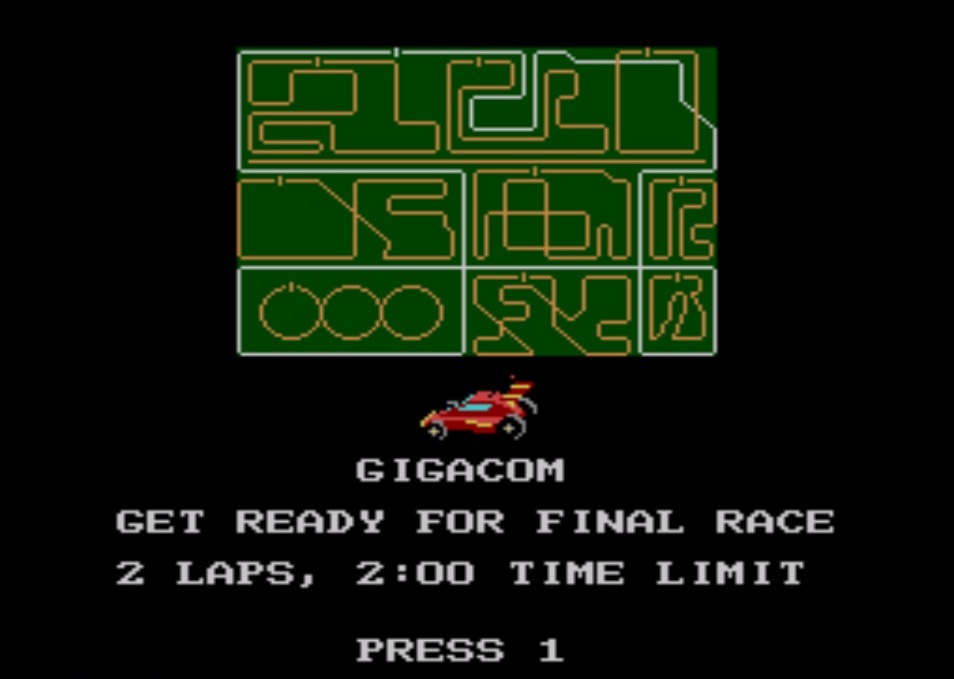 GIGACOM
GET READY FOR FINAL RACE
2 LAPS, 2:00 TIME LIMIT
PRESS 1